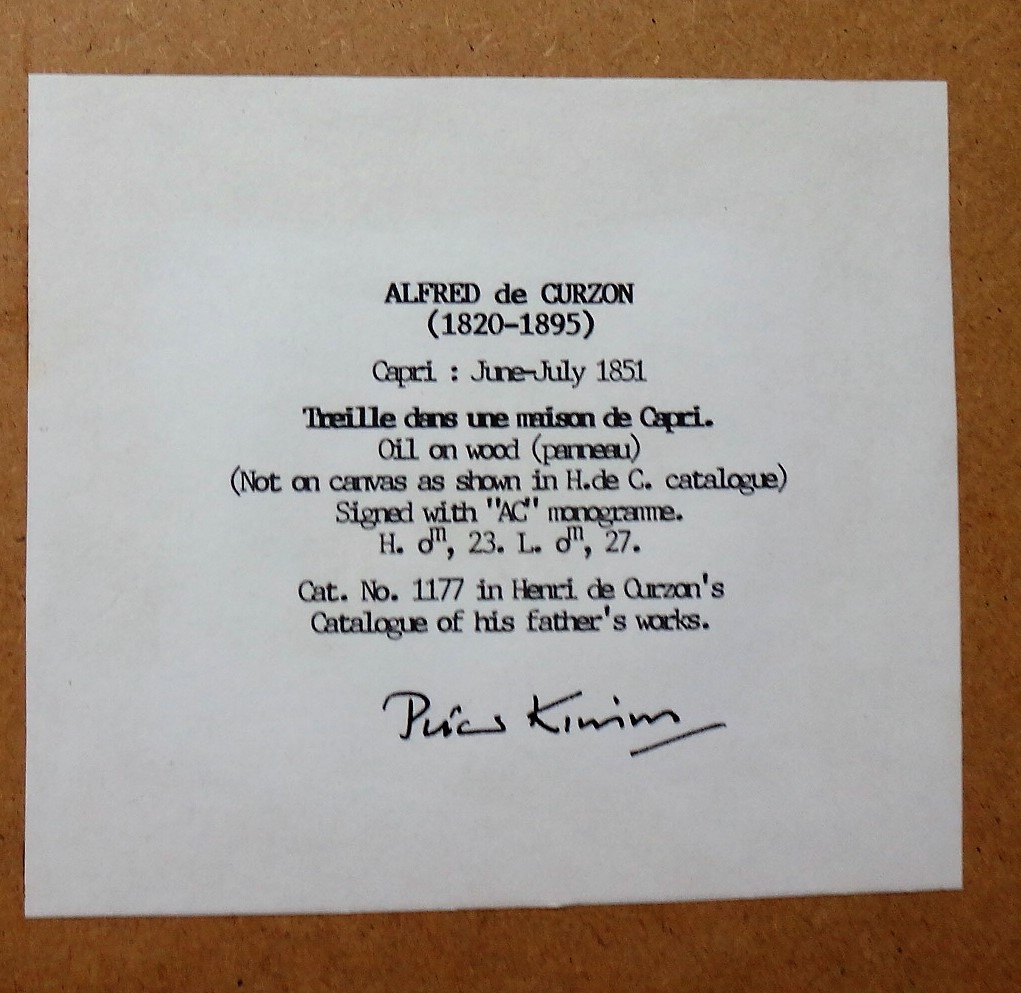 ALFRED de CURZON
(1820-1895)
Capri : June-July 1851
Treille dans une maison de Capri.
Oil on wood (panneau)
(Not on canvas as shown in H.de C. catalogue)
Signed with "AC" monogramme.
H. oᵐ, 23. L. oᵐ, 27.
Cat. No. 1177 in Henri de Curzon's
Catalogue of his father's works.